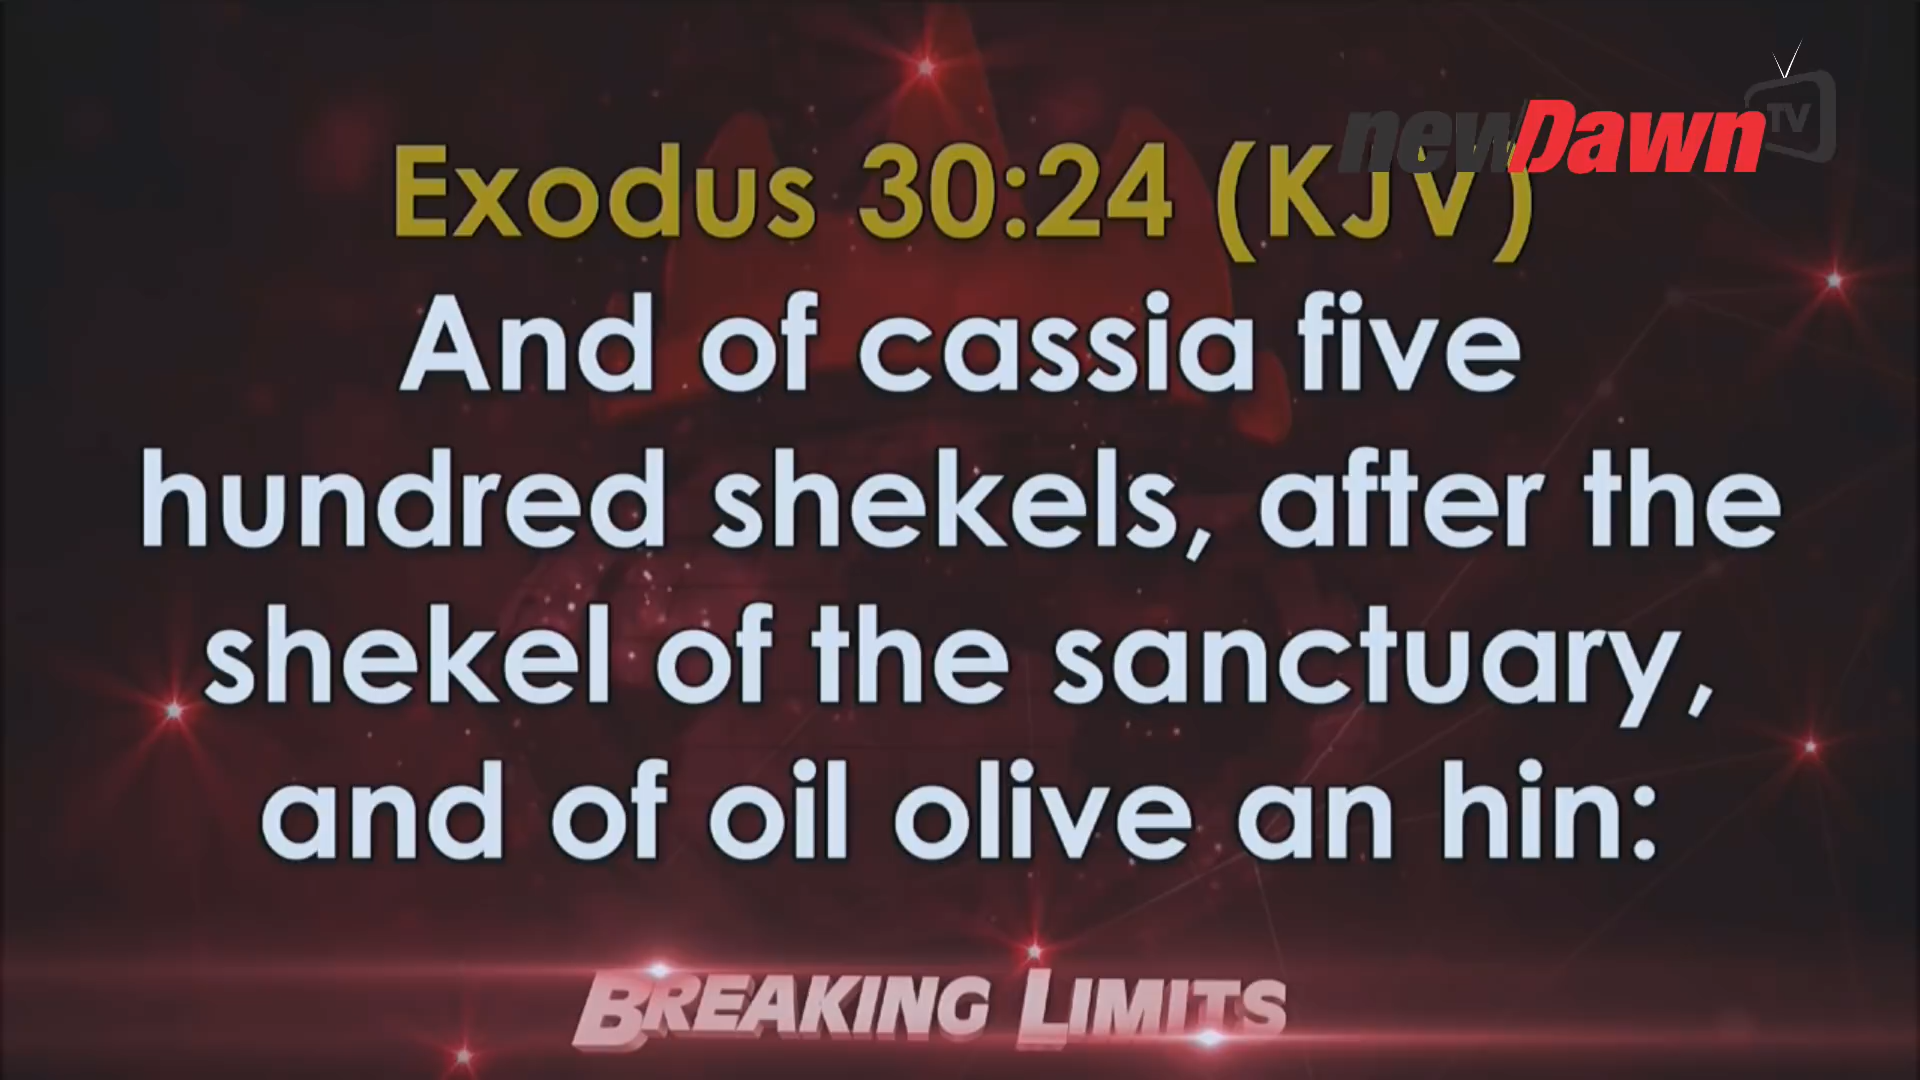 newDawn TV
Exodus 30:24 (KJV)
And of cassia five
hundred shekels, after the
shekel of the sanctuary,
and of oil olive an hin:
BREAKING LIMITS